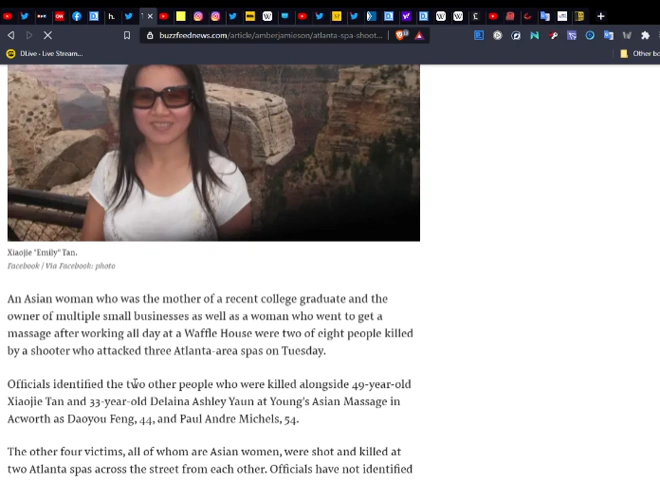 buzzfeednews.com/article/amberjamieson/atlanta-spa-shoot...
DLive - Live Stream...
Other bo
Xiaojie "Emily" Tan.
Facebook | Via Facebook: photo
An Asian woman who was the mother of a recent college graduate and the
owner of multiple small businesses as well as a woman who went to get a
massage after working all day at a Waffle House were two of eight people killed
by a shooter who attacked three Atlanta-area spas on Tuesday.
Officials identified the two other people who were killed alongside 49-year-old
Xiaojie Tan and 33-year-old Delaina Ashley Yaun at Young's Asian Massage in
Acworth as Daoyou Feng, 44, and Paul Andre Michels, 54.
The other four victims, all of whom are Asian women, were shot and killed at
two Atlanta spas across the street from each other. Officials have not identified